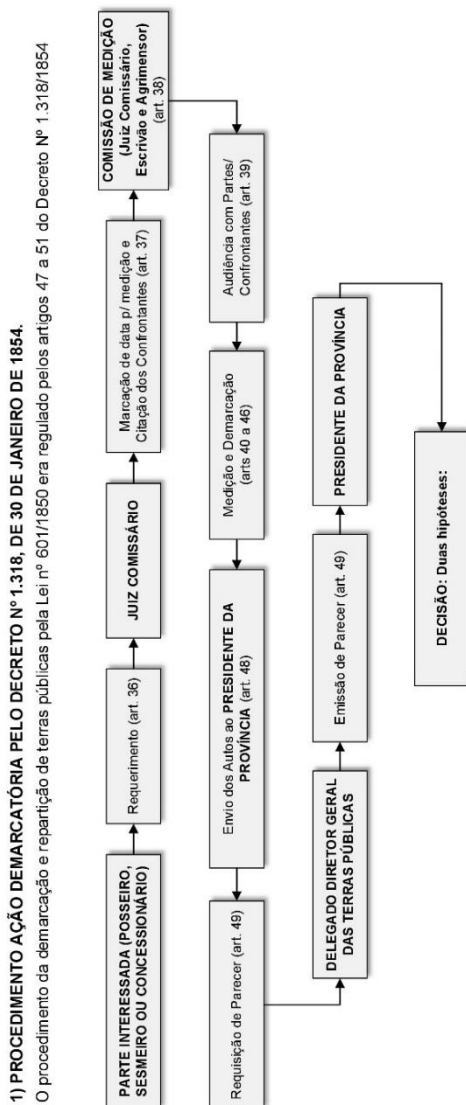 1) PROCEDIMENTO AÇÃO DEMARCATÓRIA PELO DECRETO Nº 1.318, DE 30 DE JANEIRO DE 1854.
O procedimento da demarcação e repartição de terras públicas pela Lei nº 601/1850 era regulado pelos artigos 47 a 51 do Decreto Nº 1.318/1854
PARTE INTERESSADA (POSSEIRO,
SESMEIRO OU CONCESSIONÁRIO)
Requerimento (art. 36)
JUIZ COMISSÁRIO
Marcação de data p/ medição e
Citação dos Confrontantes (art. 37)
COMISSÃO DE MEDIÇÃO
(Juiz Comissário,
Escrivão e Agrimensor)
(art. 38)
Audiência com Partes/
Confrontantes (art. 39)
Medição e Demarcação
(arts 40 a 46)
Envio dos Autos ao PRESIDENTE DA
PROVÍNCIA (art. 48)
Requisição de Parecer (art. 49)
DELEGADO DIRETOR GERAL
DAS TERRAS PÚBLICAS
Emissão de Parecer (art. 49)
PRESIDENTE DA PROVÍNCIA
DECISÃO: Duas hipóteses: